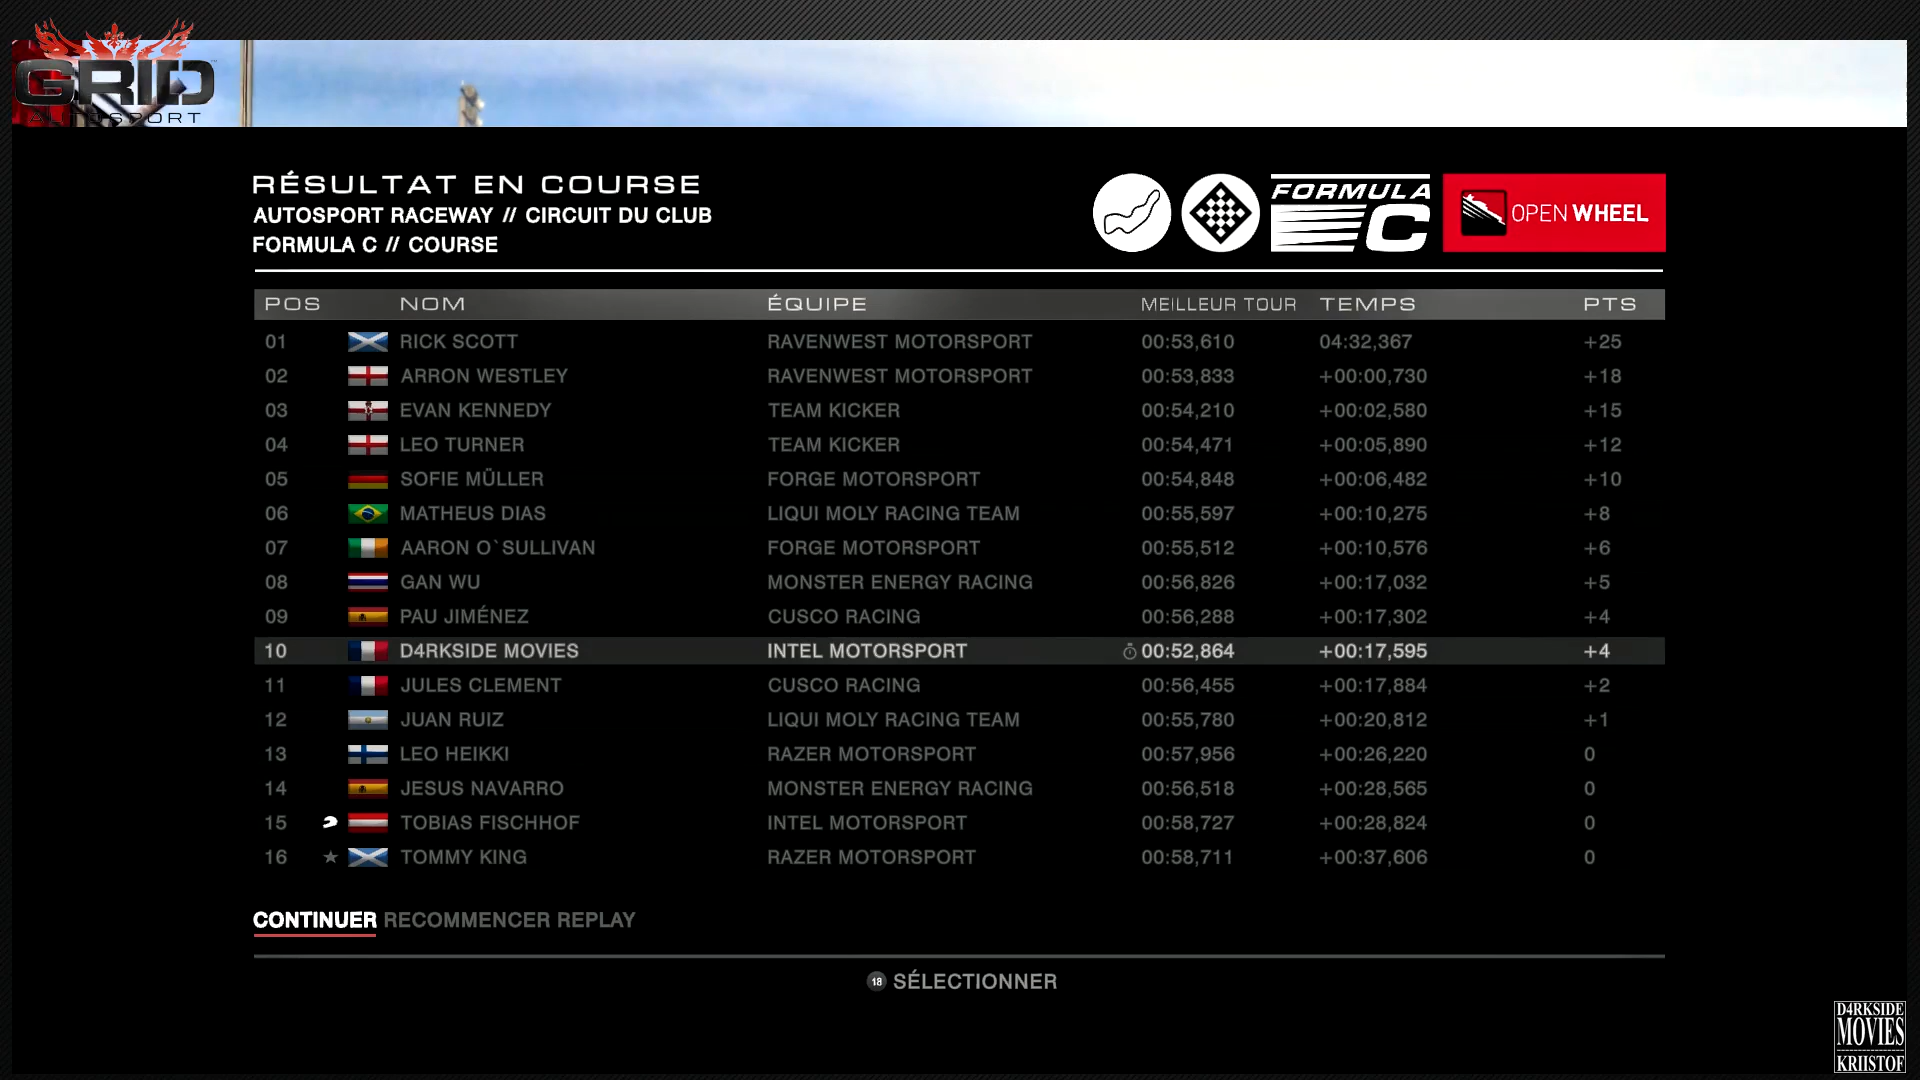 GRID
AUTOSPORT
RÉSULTAT EN COURSE
AUTOSPORT RACEWAY // CIRCUIT DU CLUB
FORMULA C // COURSE
FORMULA C
OPEN WHEEL
POS NOM ÉQUIPE MEILLEUR TOUR TEMPS PTS
01 RICK SCOTT RAVENWEST MOTORSPORT 00:53,610 04:32,367 +25
02 ARRON WESTLEY RAVENWEST MOTORSPORT 00:53,833 +00:00,730 +18
03 EVAN KENNEDY TEAM KICKER 00:54,210 +00:02,580 +15
04 LEO TURNER TEAM KICKER 00:54,471 +00:05,890 +12
05 SOFIE MÜLLER FORGE MOTORSPORT 00:54,848 +00:06,482 +10
06 MATHEUS DIAS LIQUI MOLY RACING TEAM 00:55,597 +00:10,275 +8
07 AARON O`SULLIVAN FORGE MOTORSPORT 00:55,512 +00:10,576 +6
08 GAN WU MONSTER ENERGY RACING 00:56,826 +00:17,032 +5
09 PAU JIMÉNEZ CUSCO RACING 00:56,288 +00:17,302 +4
10 D4RKSIDE MOVIES INTEL MOTORSPORT 00:52,864 +00:17,595 +4
11 JULES CLEMENT CUSCO RACING 00:56,455 +00:17,884 +2
12 JUAN RUIZ LIQUI MOLY RACING TEAM 00:55,780 +00:20,812 +1
13 LEO HEIKKI RAZER MOTORSPORT 00:57,956 +00:26,220 0
14 JESUS NAVARRO MONSTER ENERGY RACING 00:56,518 +00:28,565 0
15 TOBIAS FISCHHOF INTEL MOTORSPORT 00:58,727 +00:28,824 0
16 TOMMY KING RAZER MOTORSPORT 00:58,711 +00:37,606 0
CONTINUER RECOMMENCER REPLAY
18 SÉLECTIONNER
D4RKSIDE
MOVIES
KRIISTOF